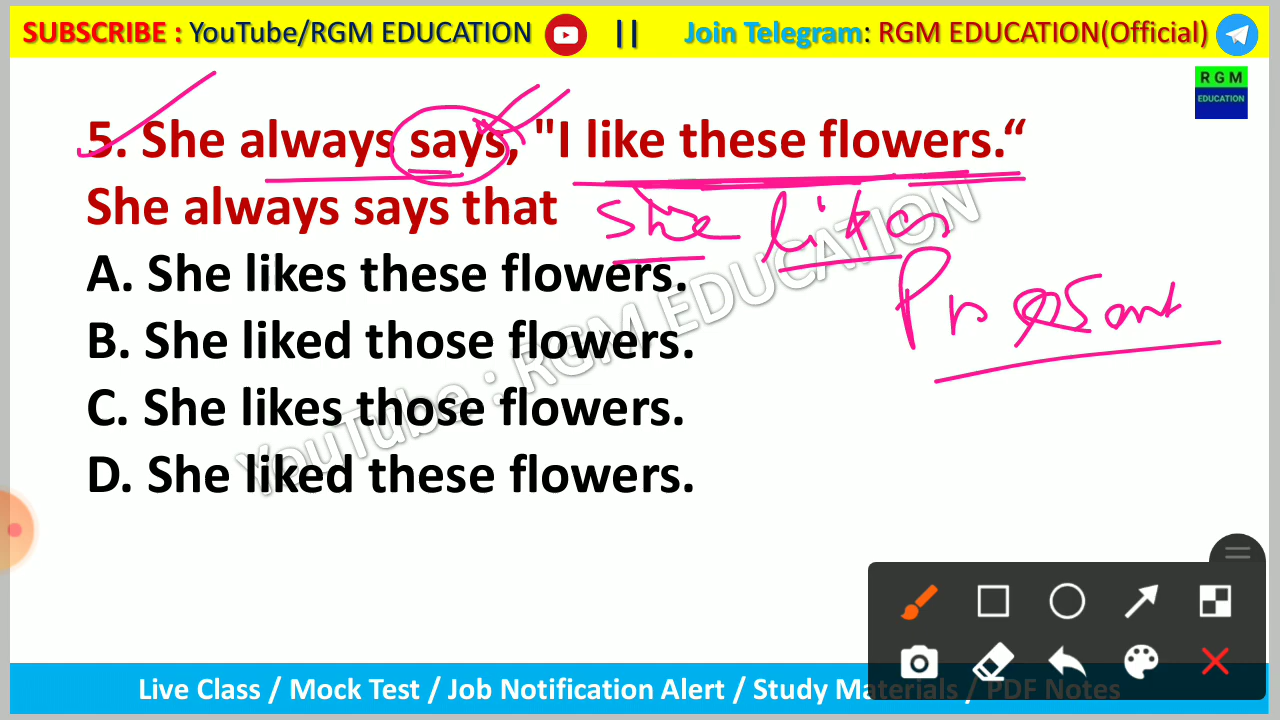 SUBSCRIBE : YouTube/RGM EDUCATION || Join Telegram: RGM EDUCATION(Official)
RGM
EDUCATION
5. She always says, "I like these flowers.“
She always says that she likes
Present
A. She likes these flowers.
B. She liked those flowers.
C. She likes those flowers.
D. She liked these flowers.
YouTube : RGM EDUCATION
Live Class / Mock Test / Job Notification Alert / Study Materials / PDF Notes